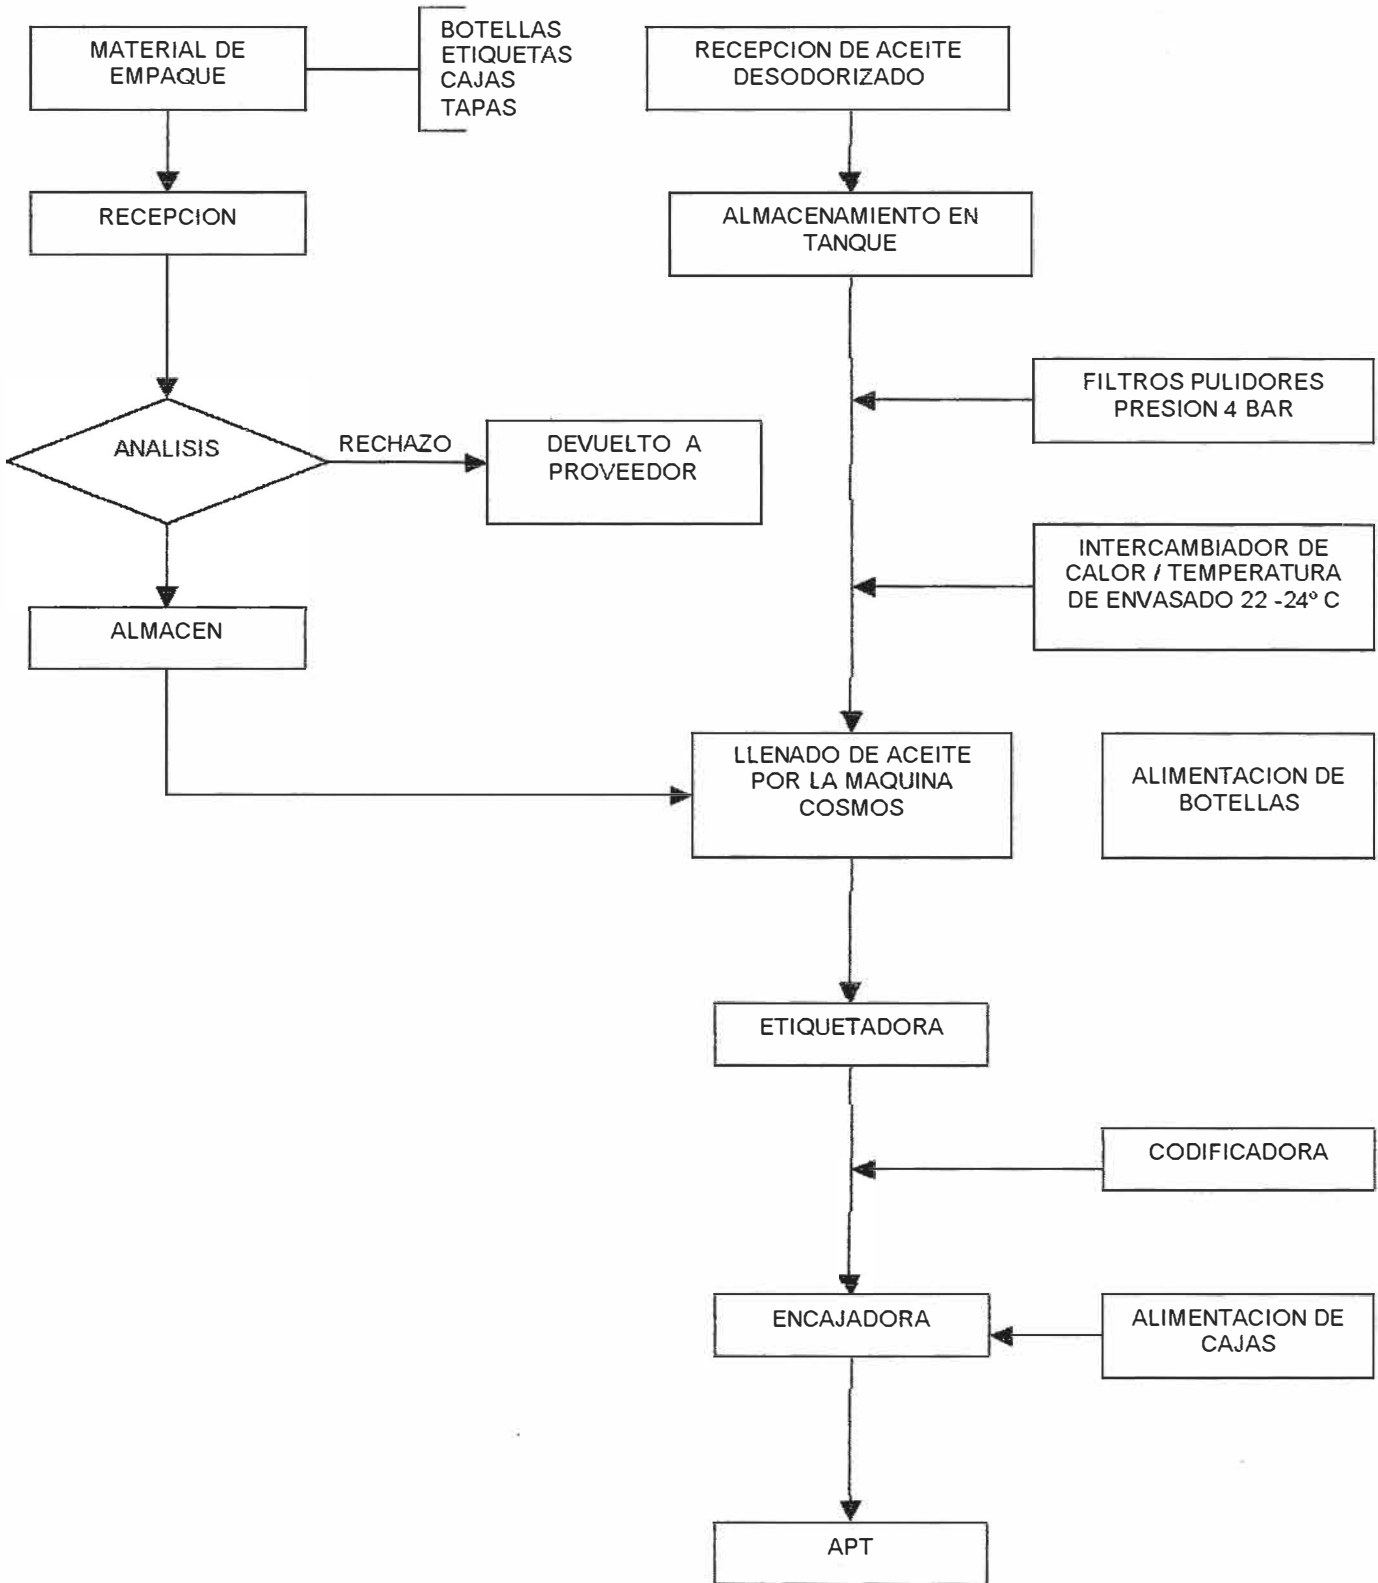 MATERIAL DE
EMPAQUE
BOTELLAS
ETIQUETAS
CAJAS
TAPAS
RECEPCION DE ACEITE
DESODORIZADO
RECEPCION
ALMACENAMIENTO EN
TANQUE
FILTROS PULIDORES
PRESION 4 BAR
ANALISIS
RECHAZO
DEVUELTO A
PROVEEDOR
INTERCAMBIADOR DE
CALOR / TEMPERATURA
DE ENVASADO 22 -24º C
ALMACEN
LLENADO DE ACEITE
POR LA MAQUINA
COSMOS
ALIMENTACION DE
BOTELLAS
ETIQUETADORA
CODIFICADORA
ENCAJADORA
ALIMENTACION DE
CAJAS
APT